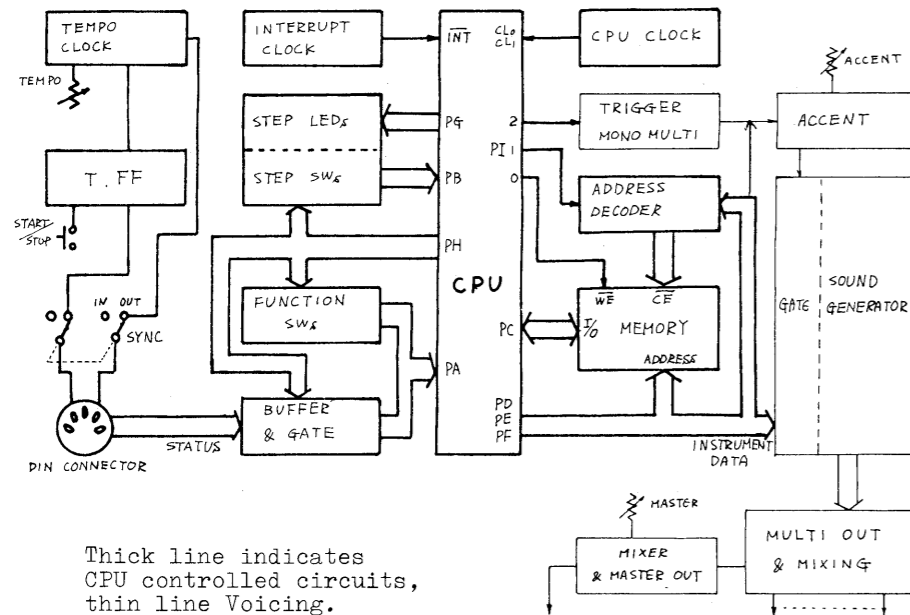 TEMPO
CLOCK
TEMPO
T.FF
START/
STOP
IN OUT
SYNC
DIN CONNECTOR
INTERRUPT
CLOCK
STEP LEDs
STEP SWs
FUNCTION
SWs
BUFFER
& GATE
STATUS
INT
CL0
CL1
PG
2
PI 1
PB
0
PH
CPU
PC
PA
PD
PE
PF
CPU CLOCK
TRIGGER
MONO MULTI
ADDRESS
DECODER
WE
CE
I/O
MEMORY
ADDRESS
ACCENT
ACCENT
GATE
SOUND
GENERATOR
INSTRUMENT
DATA
MASTER
MIXER
& MASTER OUT
MULTI OUT
& MIXING
Thick line indicates
CPU controlled circuits,
thin line Voicing.